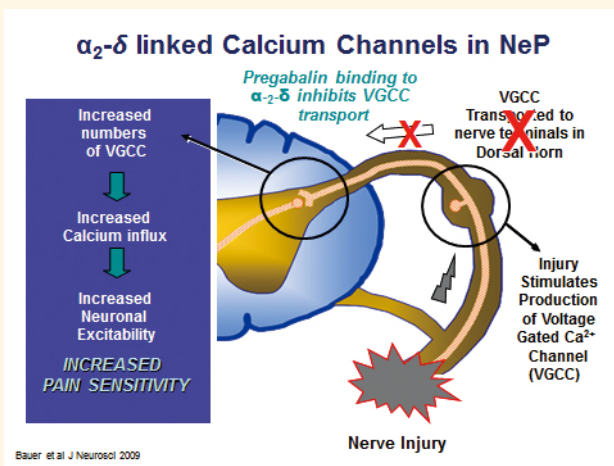 α2-δ linked Calcium Channels in NeP
Pregabalin binding to
α-2-δ inhibits VGCC
transport
VGCC
Transported to
nerve terminals in
Dorsal Horn
Increased
numbers
of VGCC
Increased
Calcium influx
Increased
Neuronal
Excitability
INCREASED
PAIN SENSITIVITY
Injury
Stimulates
Production
of Voltage
Gated Ca2+
Channel
(VGCC)
Nerve Injury
Bauer et al J Neurosci 2009